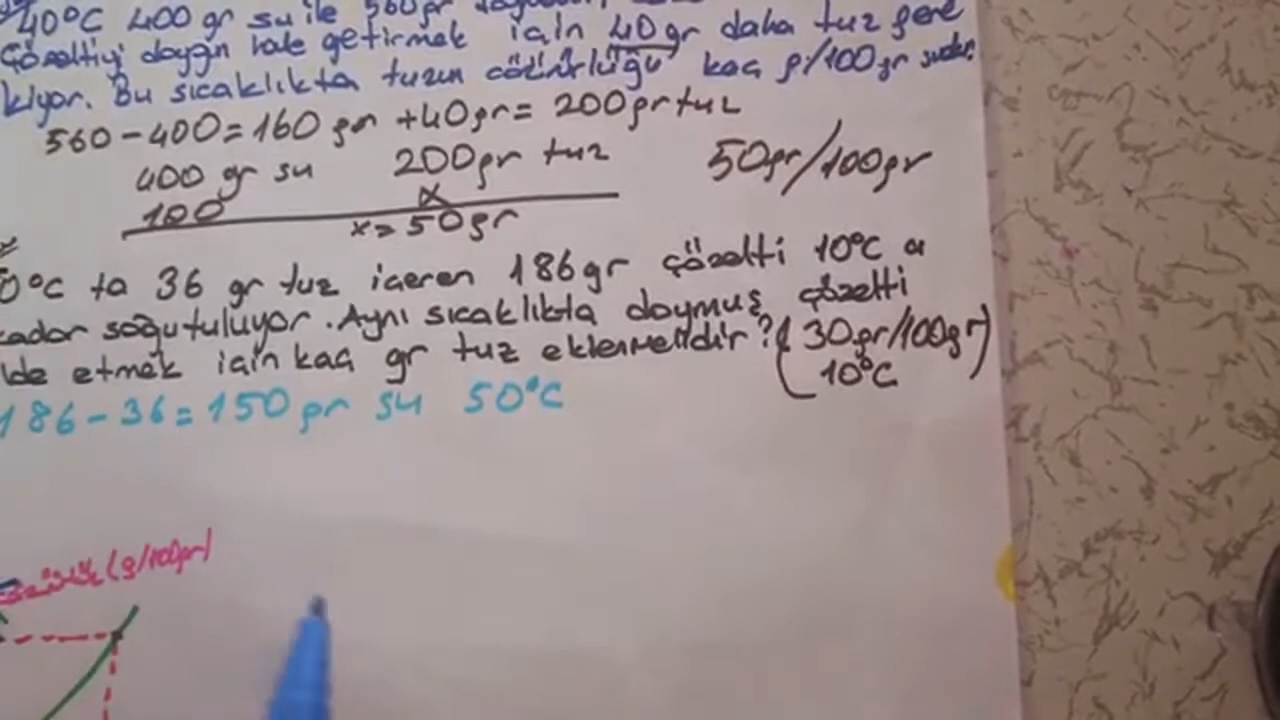 40°C 400 gr su ile 560gr
Çözeltiyi doygun hale getirmek için 40gr daha tuz gere
kiyor. Bu sıcaklıkta tuzun çözünürlüğü kaç g/100gr sudur.
560-400=160 gr +40gr= 200gr tuz
400 gr su 200gr tuz 50gr/100gr
100 x
x=50gr
0°C ta 36 gr tuz içeren 186gr çözelti 10°C a
kadar soğutuluyor. Aynı sıcaklıkta doymuş çözelti
lde etmek için kaç gr tuz eklenmelidir? (30gr/100gr)
10°C
186-36=150gr su 50°C
(g/100gr)